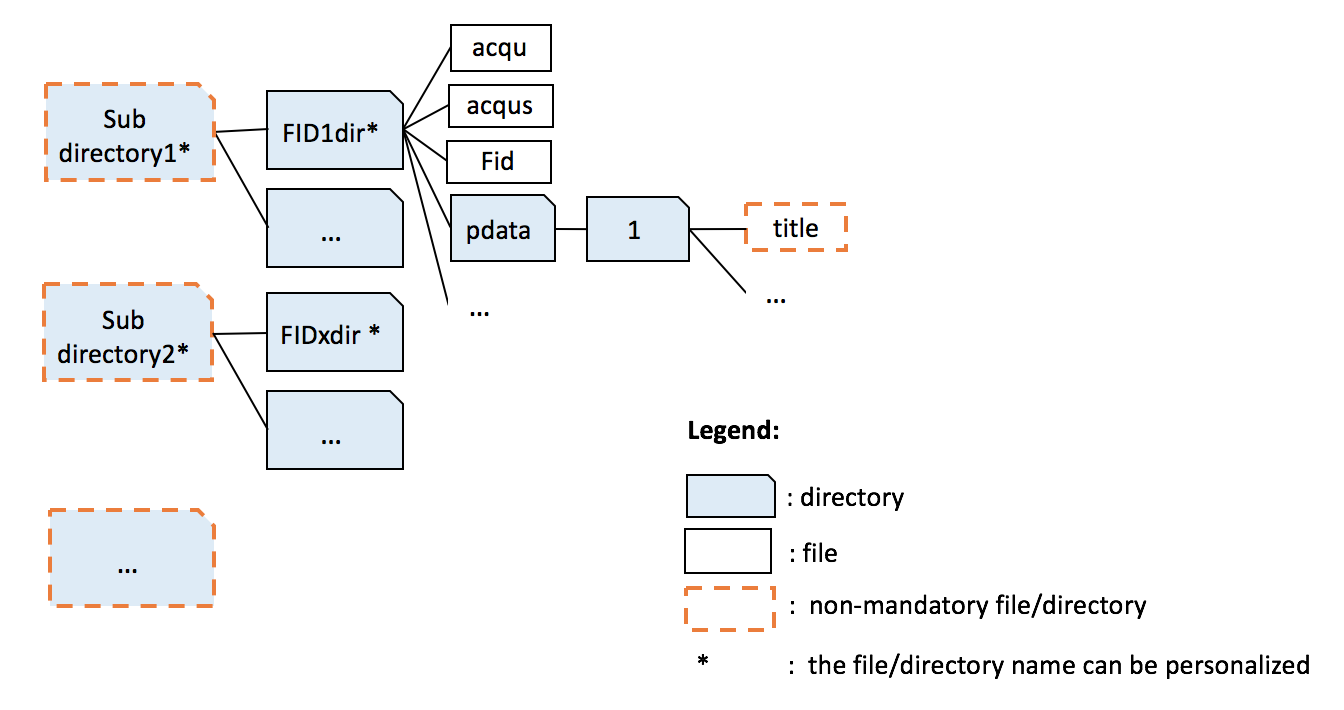 acqu
Sub
directory1*
FID1dir*
acqus
Fid
...
pdata
1
title
...
...
Sub
directory2*
FIDxdir *
...
...
Legend:
: directory
: file
: non-mandatory file/directory
* : the file/directory name can be personalized